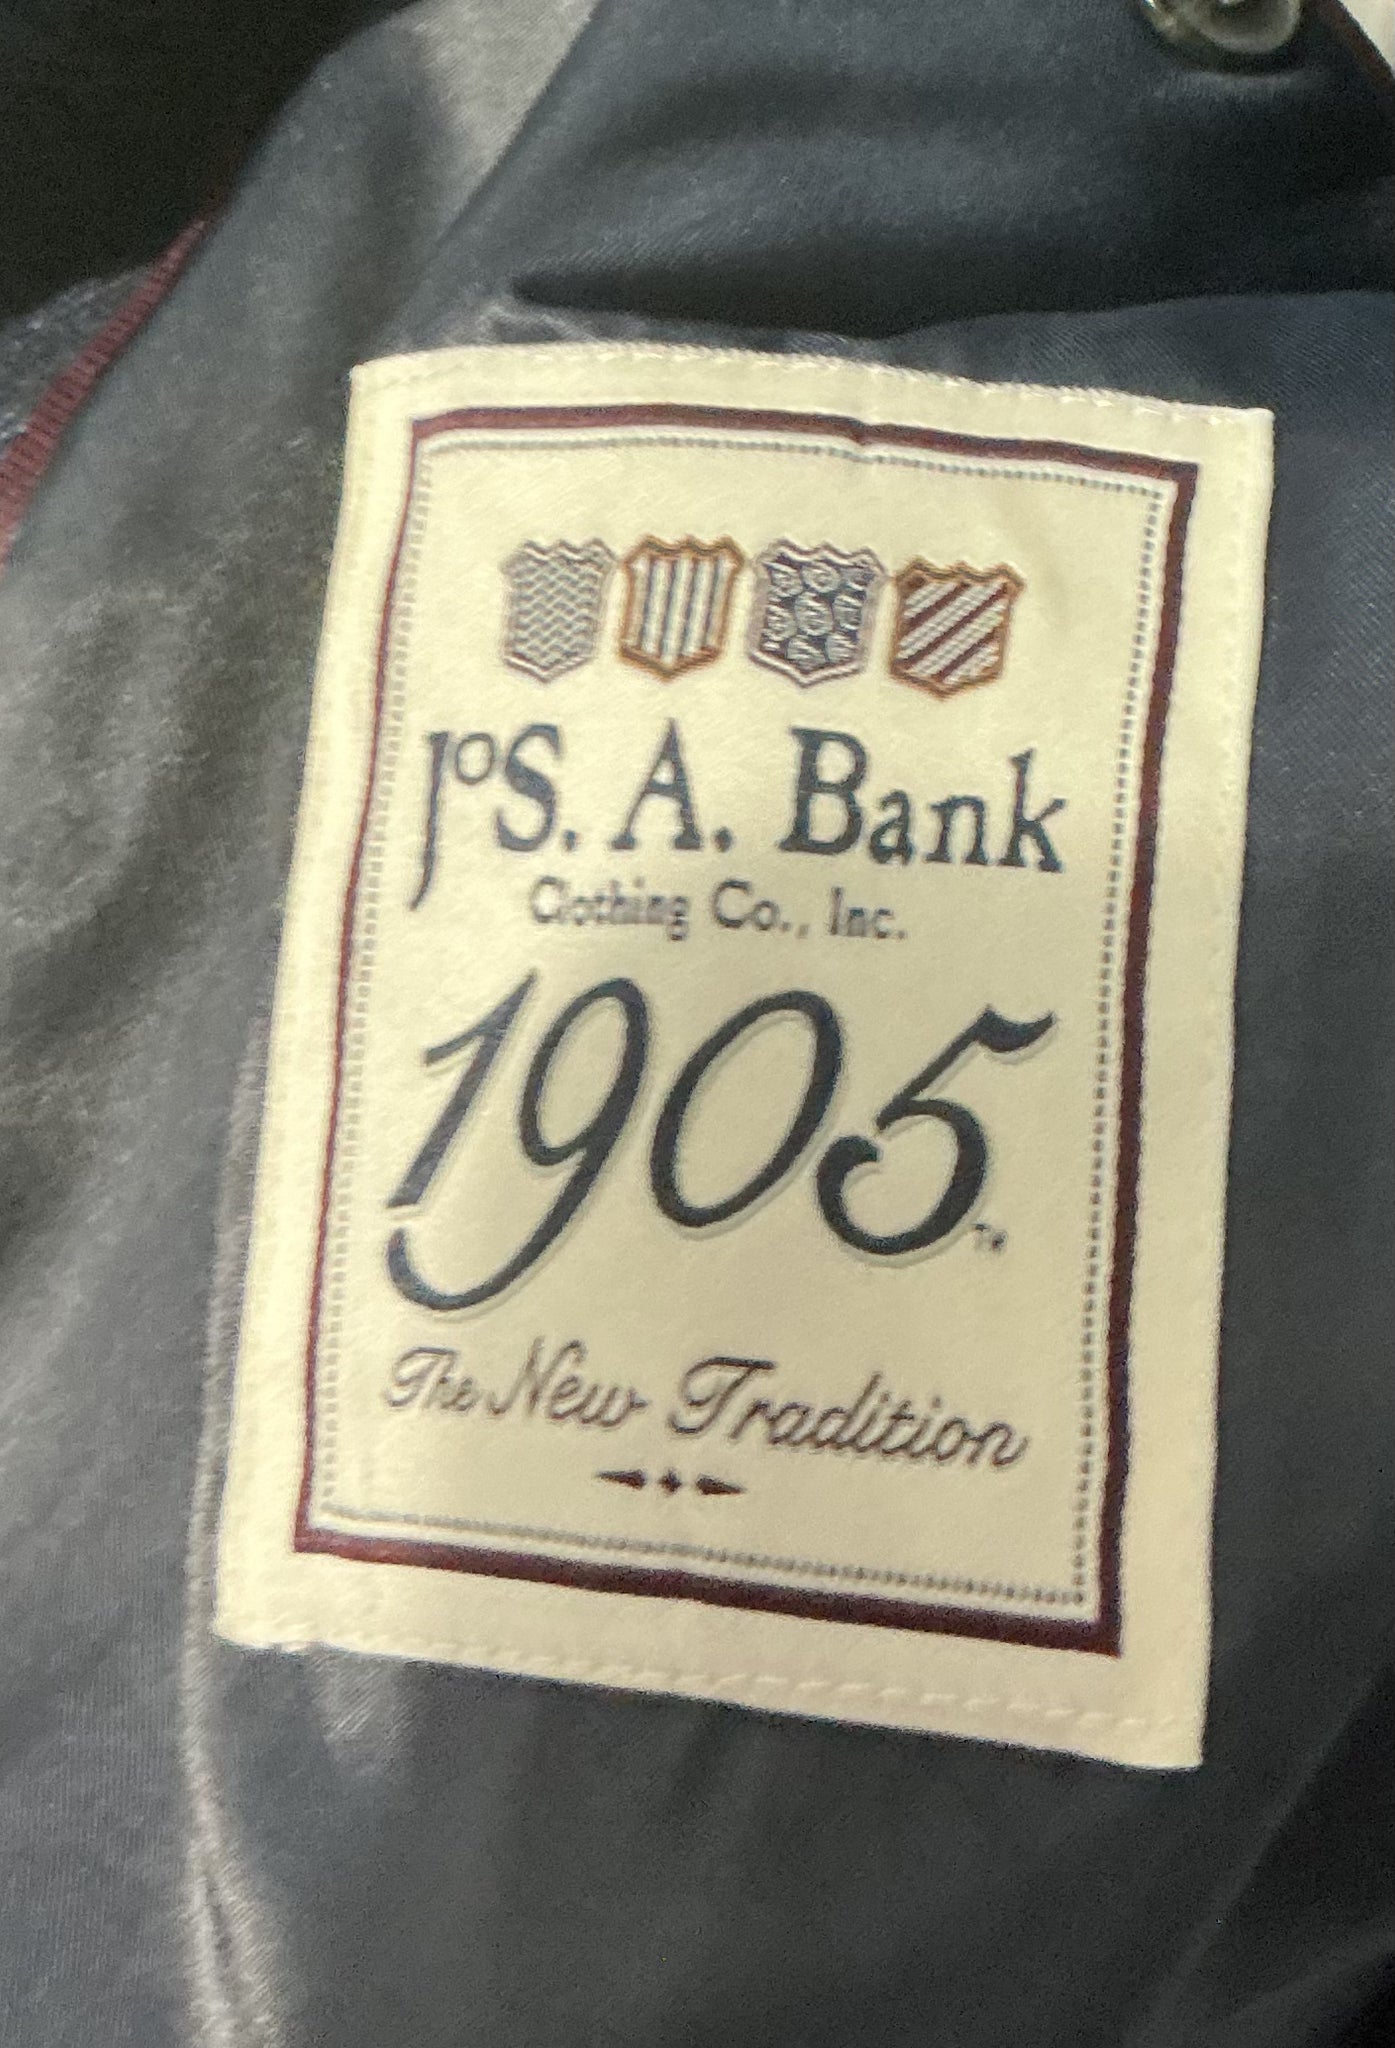 JoS. A. Bank
Clothing Co., Inc.
1905™
The New Tradition